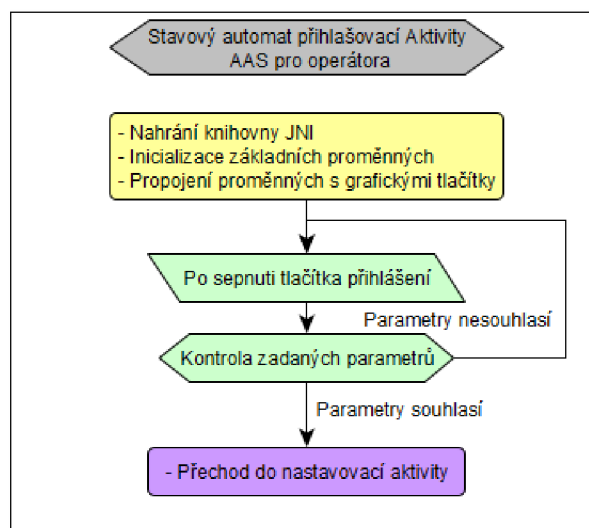 Stavový automat přihlašovací Aktivity
AAS pro operátora
- Nahrání knihovny JNI
- Inicializace základních proměnných
- Propojení proměnných s grafickými tlačítky
Po sepnuti tlačítka přihlášení
Parametry nesouhlasí
Kontrola zadaných parametrů
Parametry souhlasí
- Přechod do nastavovací aktivity